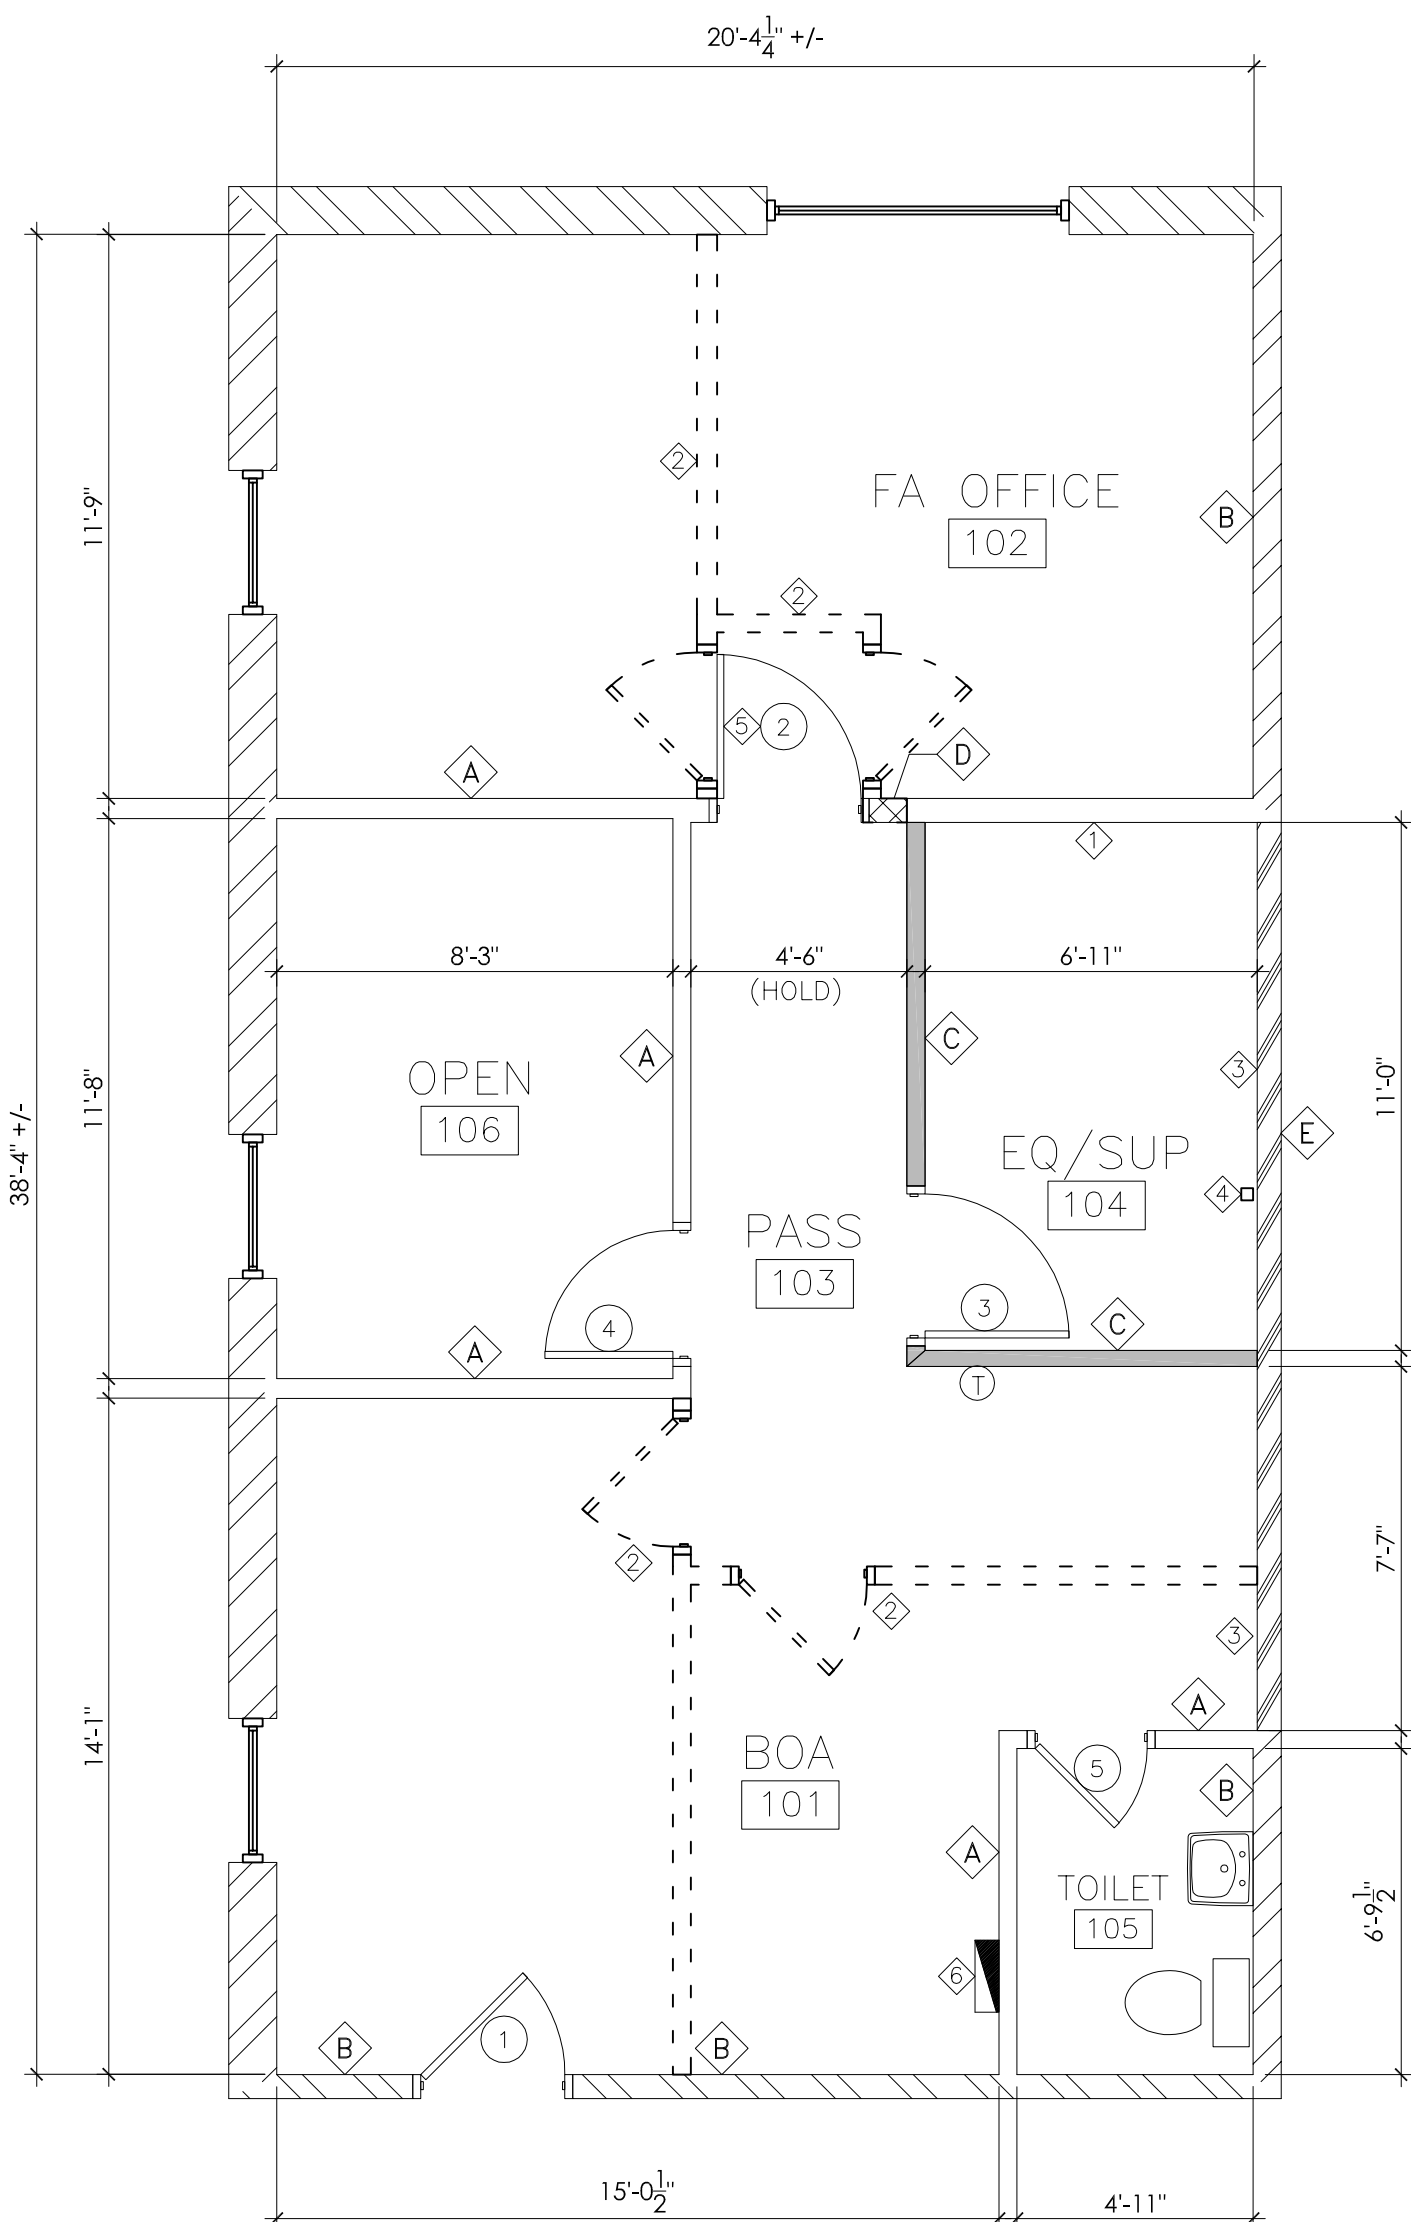 20'-4 1/4" +/-
11'-9"
2
FA OFFICE
102
B
2
5
2
D
A
1
8'-3"
4'-6"
(HOLD)
6'-11"
C
A
3
OPEN
106
11'-8"
11'-0"
38'-4" +/-
E
EQ/SUP
104
4
PASS
103
3
4
C
A
T
2
2
7'-7"
3
A
14'-1"
BOA
101
5
B
A
TOILET
105
6'-9 1/2"
6
1
B
B
15'-0 1/2"
4'-11"